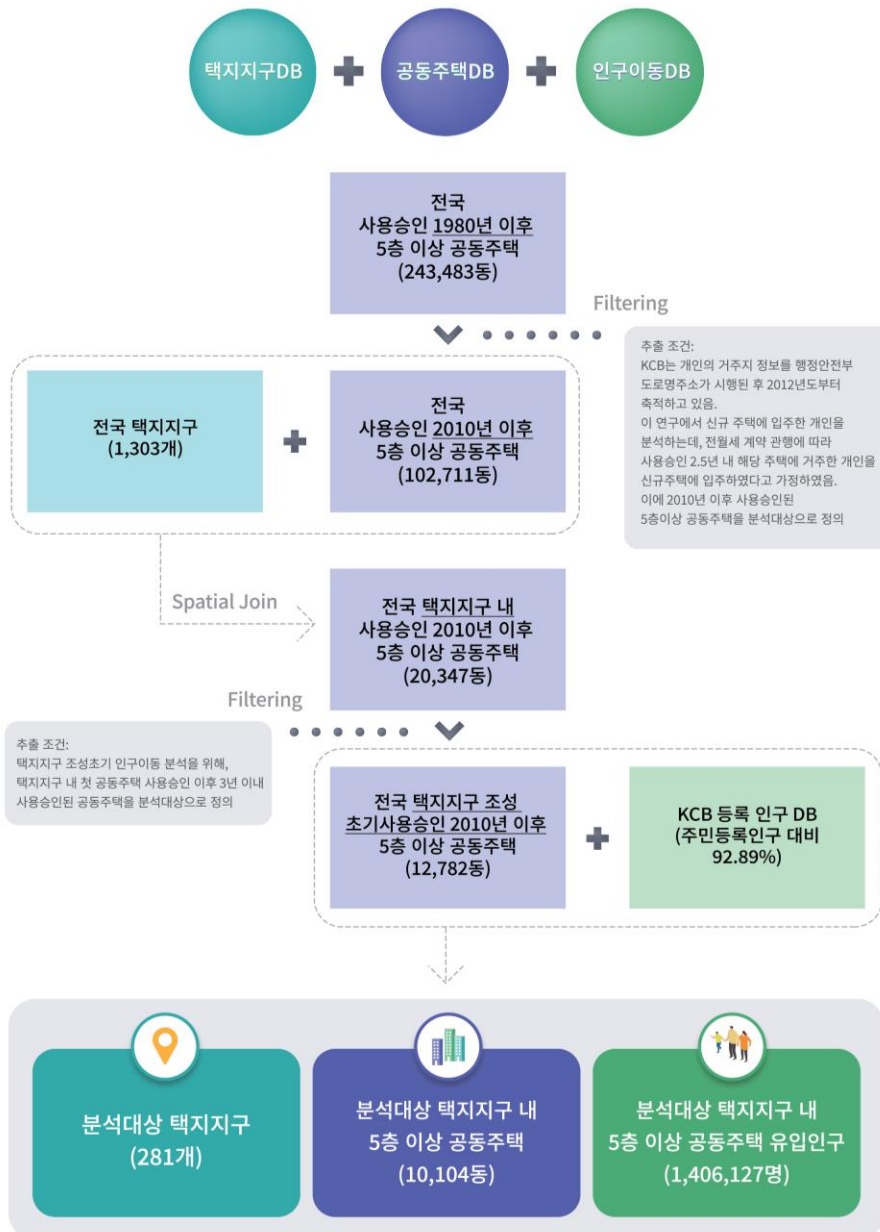 택지지구DB
공동주택DB
인구이동DB
전국
사용승인 1980년 이후
5층 이상 공동주택
(243,483동)
Filtering
추출 조건:
KCB는 개인의 거주지 정보를 행정안전부
도로명주소가 시행된 후 2012년도부터
축적하고 있음.
이 연구에서 신규 주택에 입주한 개인을
분석하는데, 전월세 계약 관행에 따라
사용승인 2.5년 내 해당 주택에 거주한 개인을
신규주택에 입주하였다고 가정하였음.
이에 2010년 이후 사용승인된
5층이상 공동주택을 분석대상으로 정의
전국 택지지구
(1,303개)
전국
사용승인 2010년 이후
5층 이상 공동주택
(102,711동)
Spatial Join
전국 택지지구 내
사용승인 2010년 이후
5층 이상 공동주택
(20,347동)
Filtering
추출 조건:
택지지구 조성초기 인구이동 분석을 위해,
택지지구 내 첫 공동주택 사용승인 이후 3년 이내
사용승인된 공동주택을 분석대상으로 정의
전국 택지지구 조성
초기사용승인 2010년 이후
5층 이상 공동주택
(12,782동)
KCB 등록 인구 DB
(주민등록인구 대비
92.89%)
분석대상 택지지구
(281개)
분석대상 택지지구 내
5층 이상 공동주택
(10,104동)
분석대상 택지지구 내
5층 이상 공동주택 유입인구
(1,406,127명)